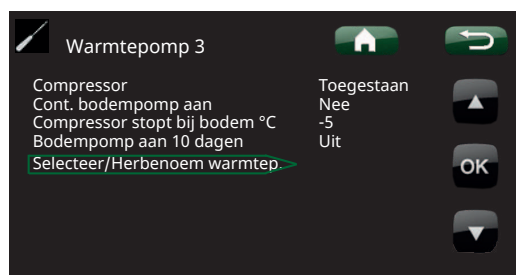 Warmtepomp 3
Compressor Toegestaan
Cont. bodempomp aan Nee
Compressor stopt bij bodem °C -5
Bodempomp aan 10 dagen Uit
Selecteer/Herbenoem warmtep.
OK